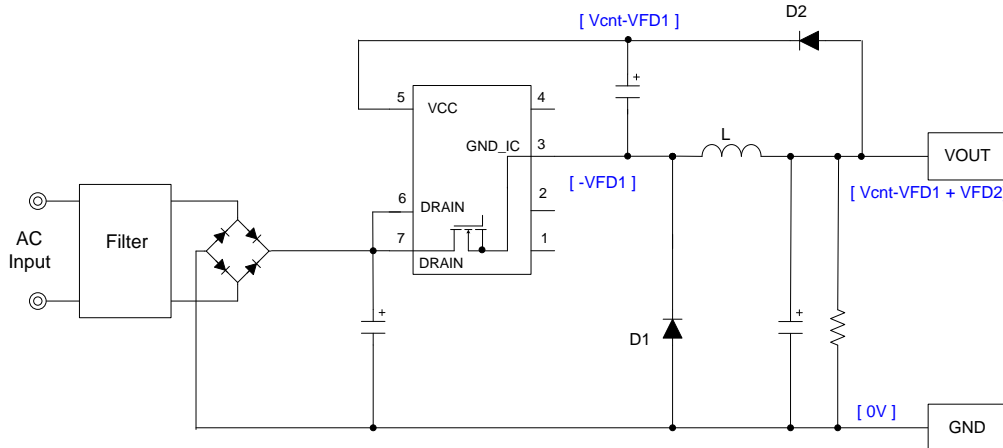 [ Vcnt-VFD1 ]
D2
5
VCC
4
GND_IC
3
L
VOUT
[ -VFD1 ]
[ Vcnt-VFD1 + VFD2
6
DRAIN
2
7
DRAIN
1
AC
Input
Filter
+
+
+
D1
[ 0V ]
GND